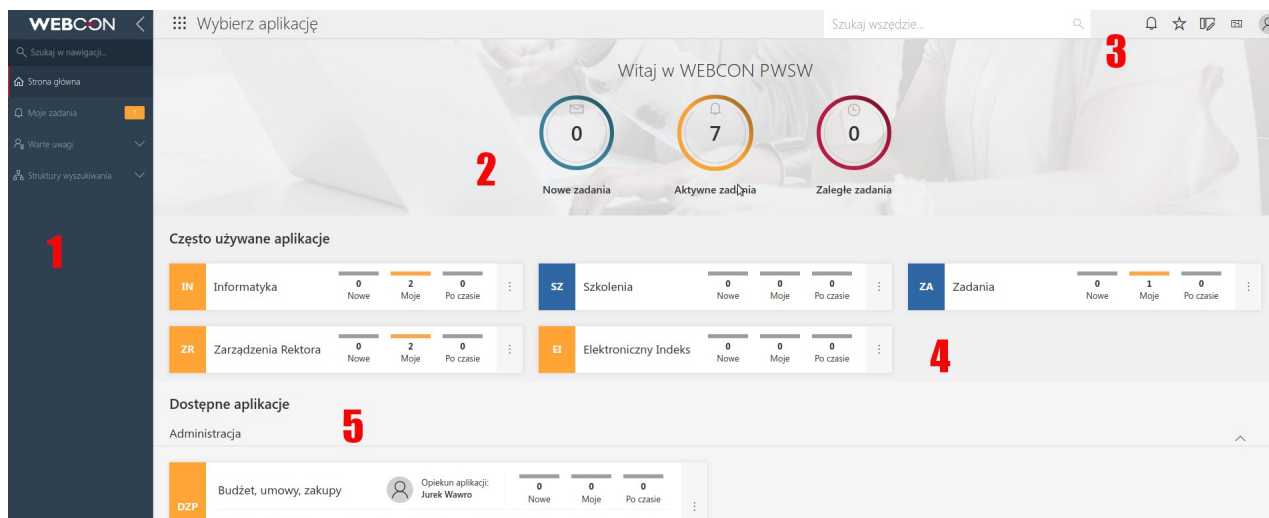 WEBCON
Wybierz aplikację
Szukaj wszędzie...
3
Szukaj w nawigacji...
Strona główna
Moje zadania
Warte uwagi
Struktury wyszukiwania
1
Witaj w WEBCON PWSW
0 7 0
2
Nowe zadania Aktywne zadania Zaległe zadania
Często używane aplikacje
IN Informatyka 0 Nowe 2 Moje 0 Po czasie
SZ Szkolenia 0 Nowe 0 Moje 0 Po czasie
ZA Zadania 0 Nowe 1 Moje 0 Po czasie
ZR Zarządzenia Rektora 0 Nowe 2 Moje 0 Po czasie
EI Elektroniczny Indeks 0 Nowe 0 Moje 0 Po czasie
4
Dostępne aplikacje
5
Administracja
DZP Budżet, umowy, zakupy
Opiekun aplikacji:
Jurek Wawro
0 Nowe 0 Moje 0 Po czasie